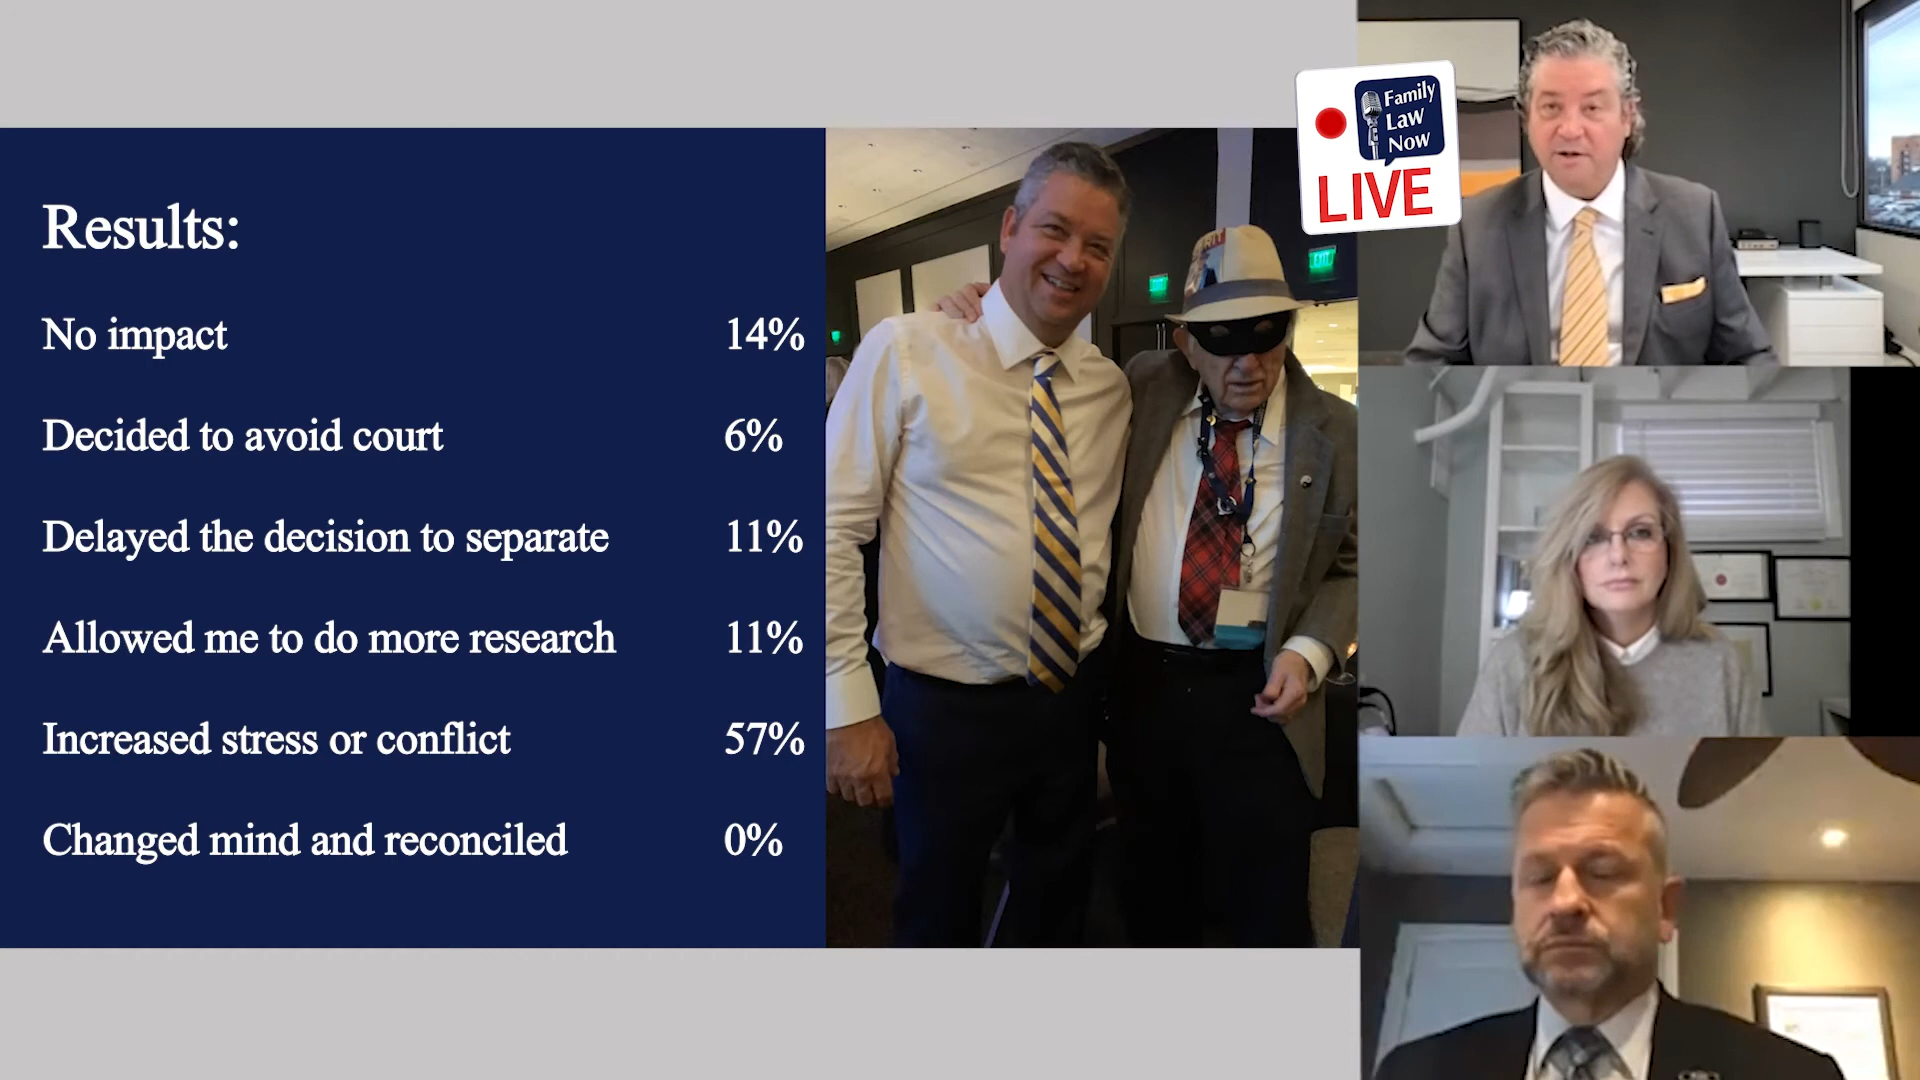 Results:
No impact 14%
Decided to avoid court 6%
Delayed the decision to separate 11%
Allowed me to do more research 11%
Increased stress or conflict 57%
Changed mind and reconciled 0%
Family
Law
Now
LIVE
EXIT
EXIT